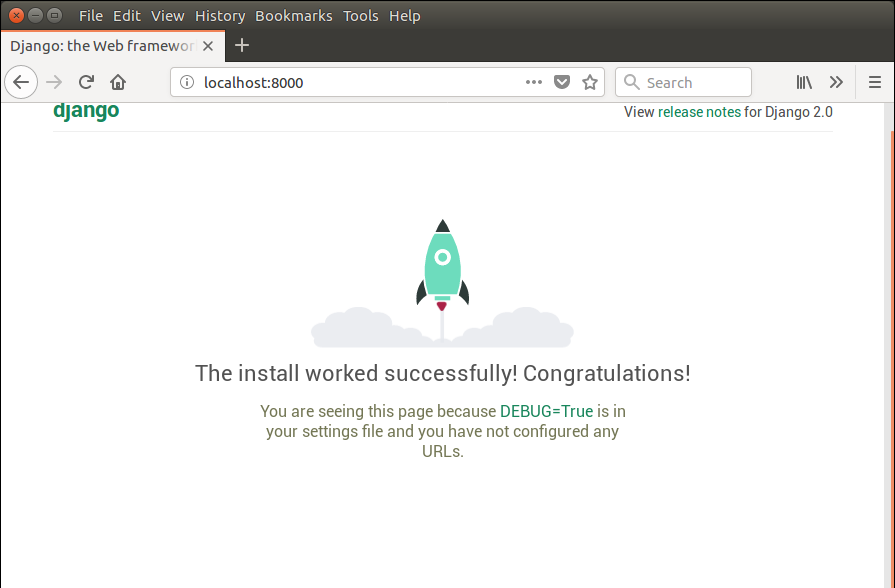 File Edit View History Bookmarks Tools Help
Django: the Web framewor
localhost:8000
Search
django
View release notes for Django 2.0
The install worked successfully! Congratulations!
You are seeing this page because DEBUG=True is in
your settings file and you have not configured any
URLs.